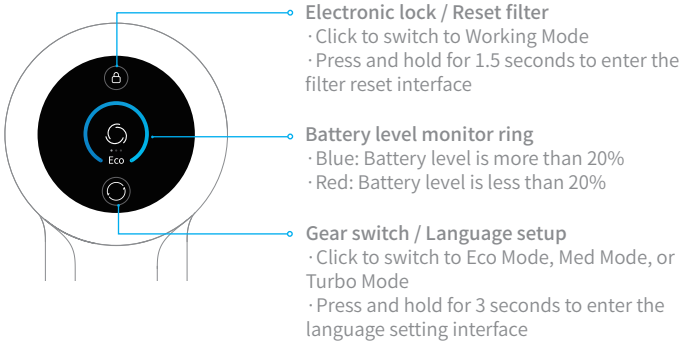 Electronic lock / Reset filter
·Click to switch to Working Mode
·Press and hold for 1.5 seconds to enter the
filter reset interface
Battery level monitor ring
·Blue: Battery level is more than 20%
·Red: Battery level is less than 20%
Eco
Gear switch / Language setup
·Click to switch to Eco Mode, Med Mode, or
Turbo Mode
·Press and hold for 3 seconds to enter the
language setting interface